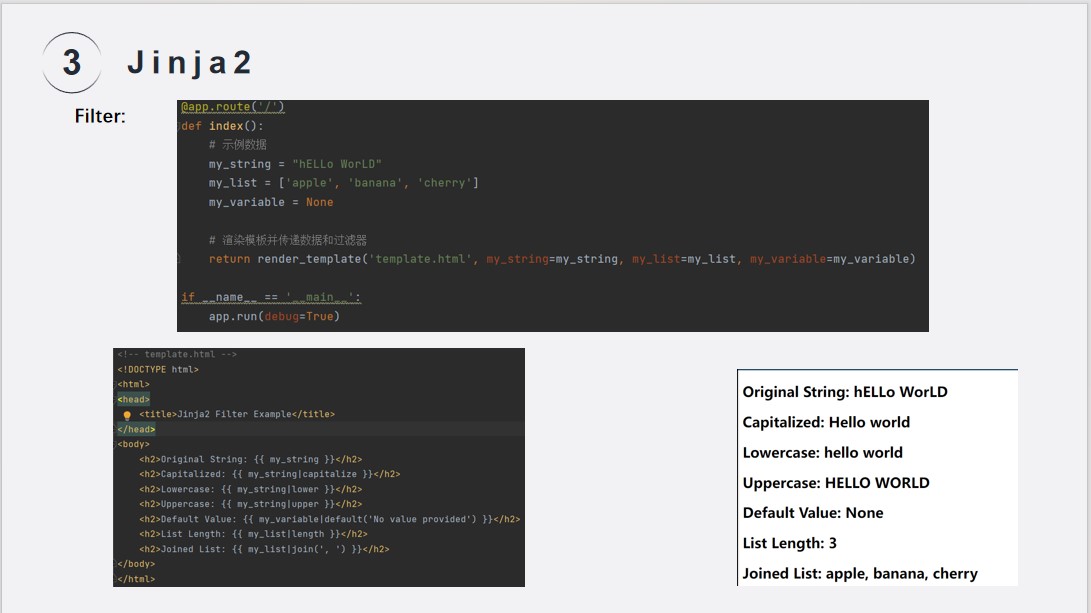 3 Jinja2
Filter:
@app.route('/')
def index():
# 示例数据
my_string = "hELLo WorLD"
my_list = ['apple', 'banana', 'cherry']
my_variable = None
# 渲染模板并传递数据和过滤器
return render_template('template.html', my_string=my_string, my_list=my_list, my_variable=my_variable)
if __name__ == '__main__':
app.run(debug=True)
<!-- template.html -->
<!DOCTYPE html>
<html>
<head>
<title>Jinja2 Filter Example</title>
</head>
<body>
<h2>Original String: {{ my_string }}</h2>
<h2>Capitalized: {{ my_string|capitalize }}</h2>
<h2>Lowercase: {{ my_string|lower }}</h2>
<h2>Uppercase: {{ my_string|upper }}</h2>
<h2>Default Value: {{ my_variable|default('No value provided') }}</h2>
<h2>List Length: {{ my_list|length }}</h2>
<h2>Joined List: {{ my_list|join(', ') }}</h2>
</body>
</html>
Original String: hELLo WorLD
Capitalized: Hello world
Lowercase: hello world
Uppercase: HELLO WORLD
Default Value: None
List Length: 3
Joined List: apple, banana, cherry